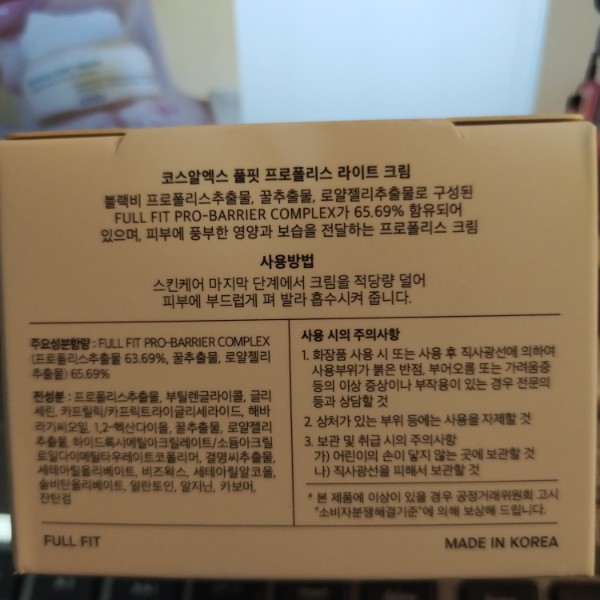 코스알엑스 풀핏 프로폴리스 라이트 크림
블랙비 프로폴리스추출물, 꿀추출물, 로얄젤리추출물로 구성된
FULL FIT PRO-BARRIER COMPLEX가 65.69% 함유되어
있으며, 피부에 풍부한 영양과 보습을 전달하는 프로폴리스 크림
사용방법
스킨케어 마지막 단계에서 크림을 적당량 덜어
피부에 부드럽게 펴 발라 흡수시켜 줍니다.
주요성분함량 : FULL FIT PRO-BARRIER COMPLEX
(프로폴리스추출물 63.69%, 꿀추출물, 로얄젤리
추출물) 65.69%
전성분 : 프로폴리스추출물, 부틸렌글라이콜, 글리
세린, 카프릴릭/카프릭트라이글리세라이드, 해바
라기씨오일, 1,2-헥산다이올, 꿀추출물, 로얄젤리
추출물, 하이드록시에틸아크릴레이트/소듐아크릴
로일다이메틸타우레이트코폴리머, 결명씨추출물,
세테아릴올리베이트, 비즈왁스, 세테아릴알코올,
솔비탄올리베이트, 알란토인, 알지닌, 카보머,
잔탄검
사용 시의 주의사항
1. 화장품 사용 시 또는 사용 후 직사광선에 의하여
사용부위가 붉은 반점, 부어오름 또는 가려움증
등의 이상 증상이나 부작용이 있는 경우 전문의
등과 상담할 것
2. 상처가 있는 부위 등에는 사용을 자제할 것
3. 보관 및 취급 시의 주의사항
가) 어린이의 손이 닿지 않는 곳에 보관할 것
나) 직사광선을 피해서 보관할 것
* 본 제품에 이상이 있을 경우 공정거래위원회 고시
"소비자분쟁해결기준"에 의해 보상해 드립니다.
FULL FIT
MADE IN KOREA